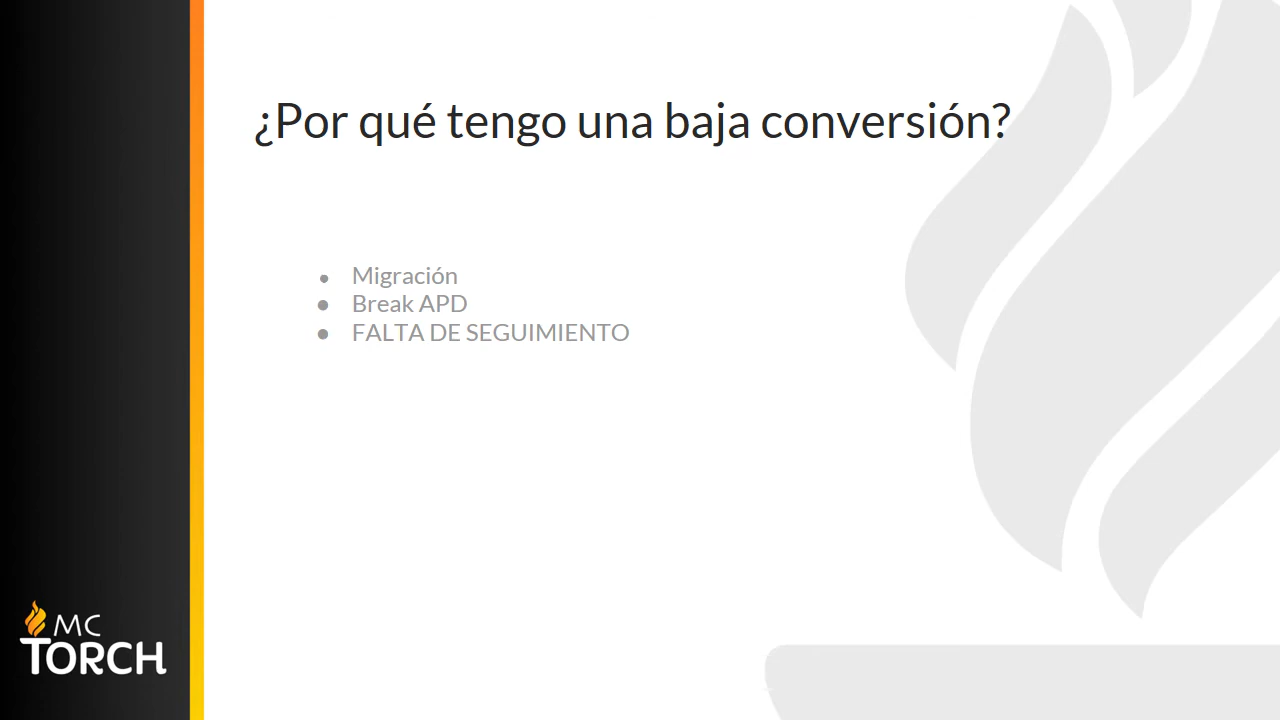 ¿Por qué tengo una baja conversión?
● Migración
● Break APD
● FALTA DE SEGUIMIENTO
MC
TORCH